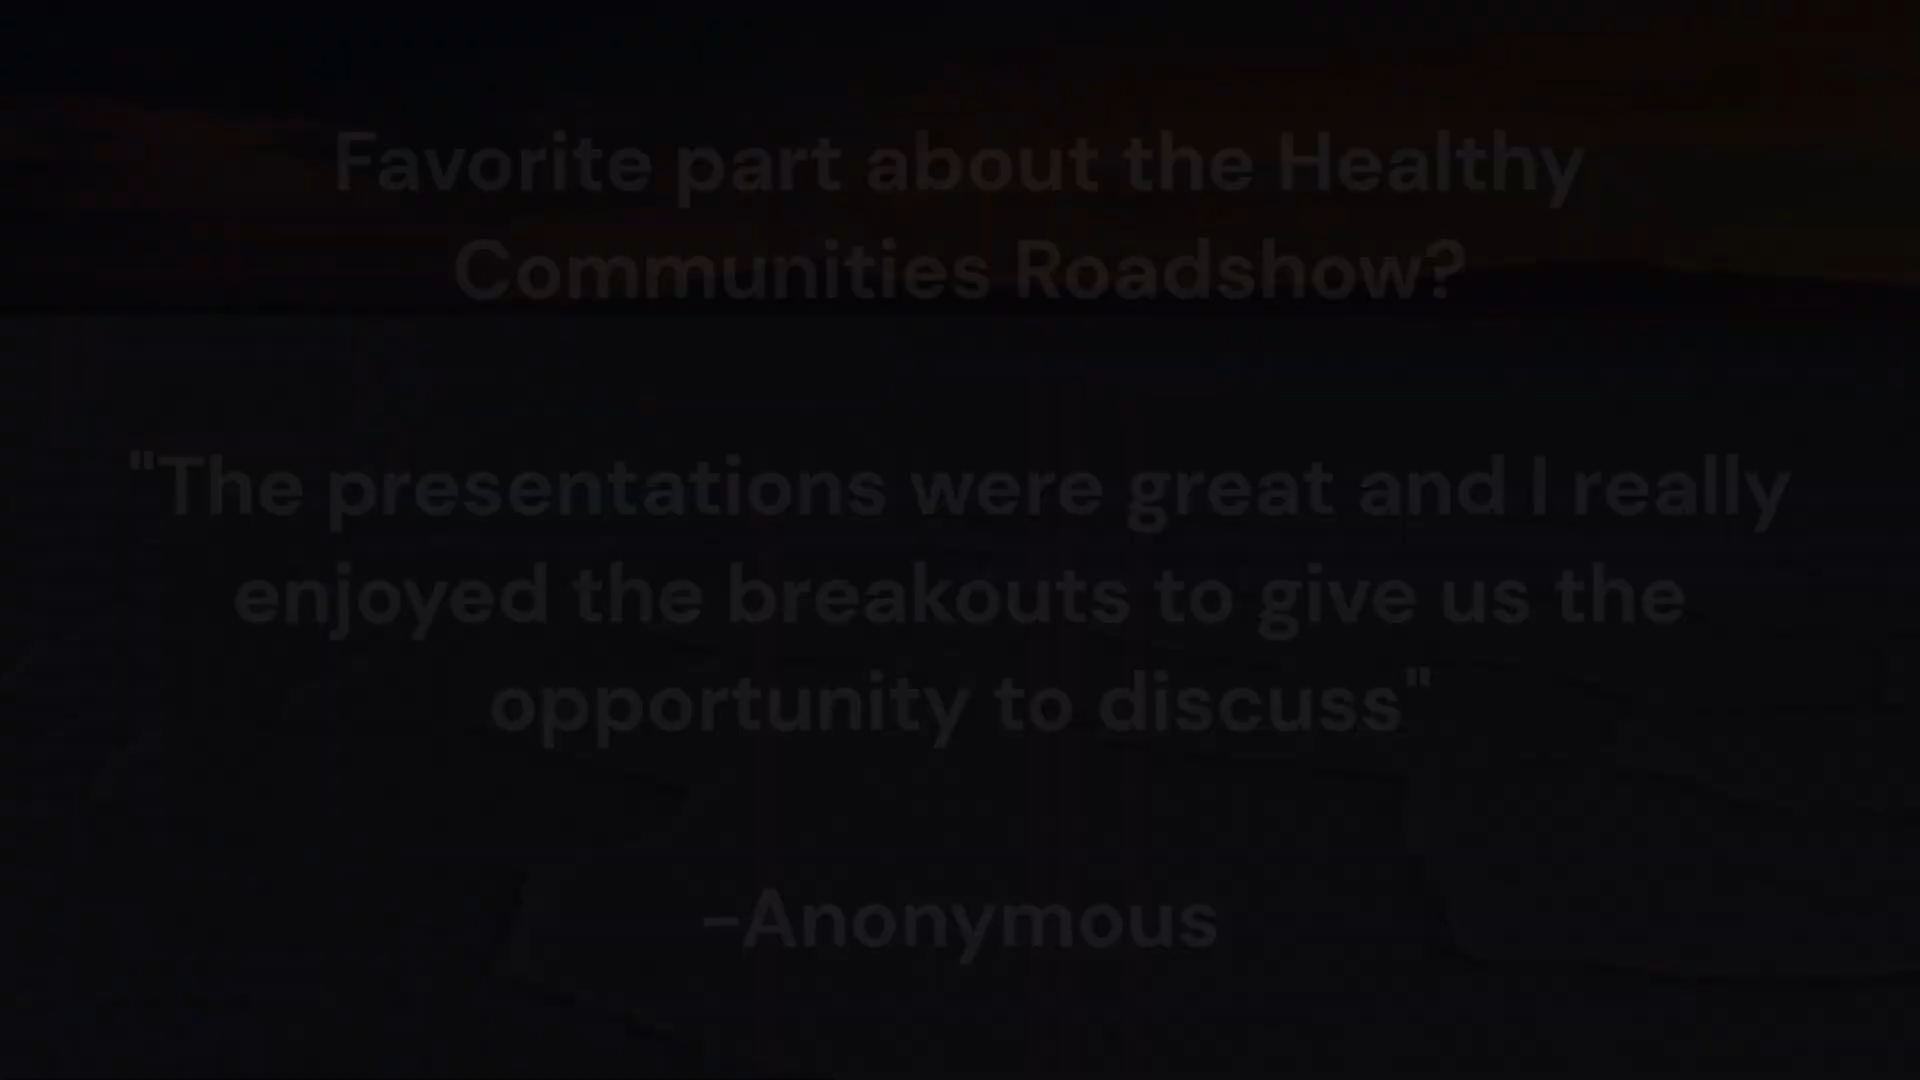 Favorite part about the Healthy
Communities Roadshow?
"The presentations were great and I really
enjoyed the breakouts to give us the
opportunity to discuss"
-Anonymous